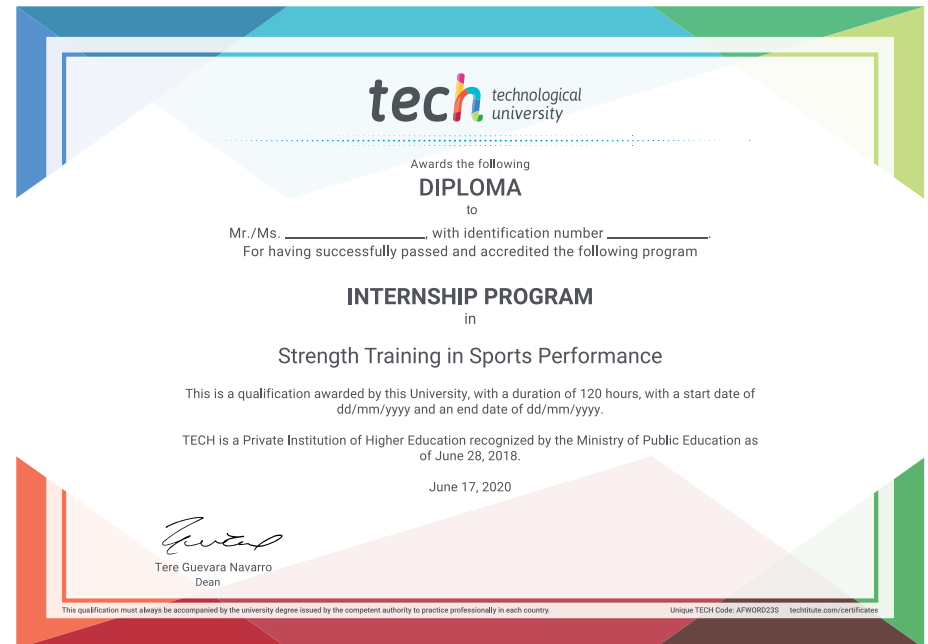 tech technological
university
Awards the following
DIPLOMA
to
Mr./Ms. ____________________, with identification number ______________.
For having successfully passed and accredited the following program
INTERNSHIP PROGRAM
in
Strength Training in Sports Performance
This is a qualification awarded by this University, with a duration of 120 hours, with a start date of
dd/mm/yyyy and an end date of dd/mm/yyyy.
TECH is a Private Institution of Higher Education recognized by the Ministry of Public Education as
of June 28, 2018.
June 17, 2020
Tere Guevara Navarro
Dean
This qualification must always be accompanied by the university degree issued by the competent authority to practice professionally in each country. Unique TECH Code: AFWORD23S techtitute.com/certificates